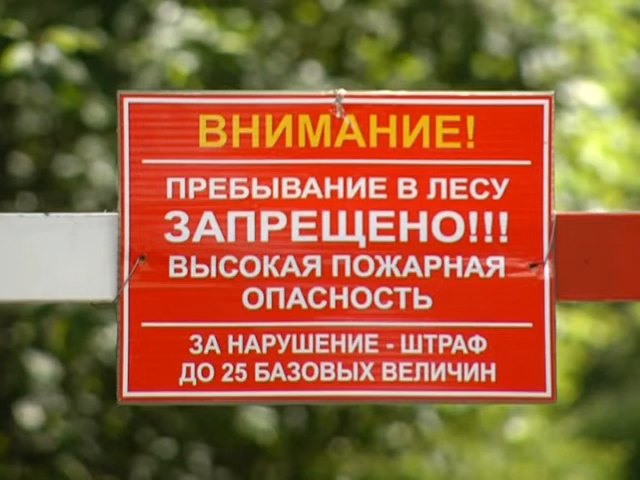 ВНИМАНИЕ!
ПРЕБЫВАНИЕ В ЛЕСУ
ЗАПРЕЩЕНО!!!
ВЫСОКАЯ ПОЖАРНАЯ
ОПАСНОСТЬ
ЗА НАРУШЕНИЕ - ШТРАФ
ДО 25 БАЗОВЫХ ВЕЛИЧИН